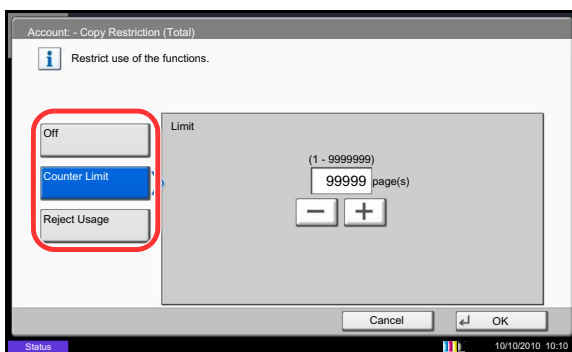 Account: - Copy Restriction (Total)
Restrict use of the functions.
Off
Counter Limit
Reject Usage
Limit
(1 - 9999999)
99999 page(s)
Cancel
OK
Status
10/10/2010 10:10